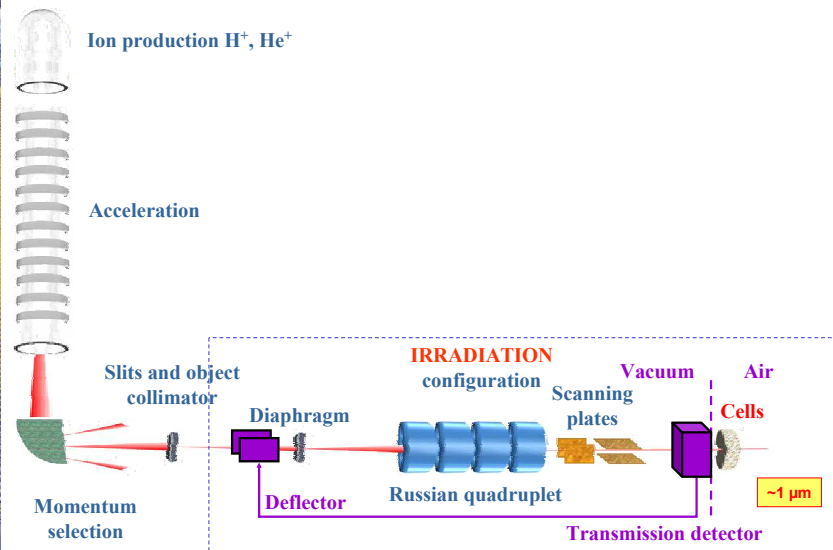 Ion production H⁺, He⁺
Acceleration
IRRADIATION
configuration
Slits and object
collimator
Diaphragm
Scanning
plates
Vacuum
Air
Cells
Momentum
selection
Deflector
Russian quadruplet
~1 µm
Transmission detector